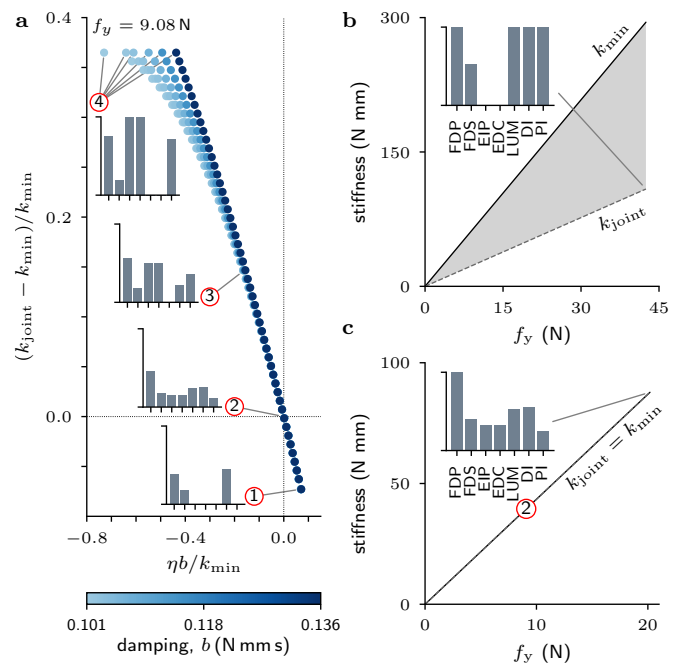 a
f_y = 9.08 N
(k_joint − k_min)/k_min
0.4
0.2
0.0
4
3
2
1
−0.8
−0.4
0.0
ηb/k_min
0.101
0.118
0.136
damping, b (N mm s)
b
stiffness (N mm)
300
150
0
FDP
FDS
EIP
EDC
LUM
DI
PI
k_min
k_joint
0
15
30
45
f_y (N)
c
stiffness (N mm)
100
50
0
FDP
FDS
EIP
EDC
LUM
DI
PI
k_joint = k_min
2
0
10
20
f_y (N)